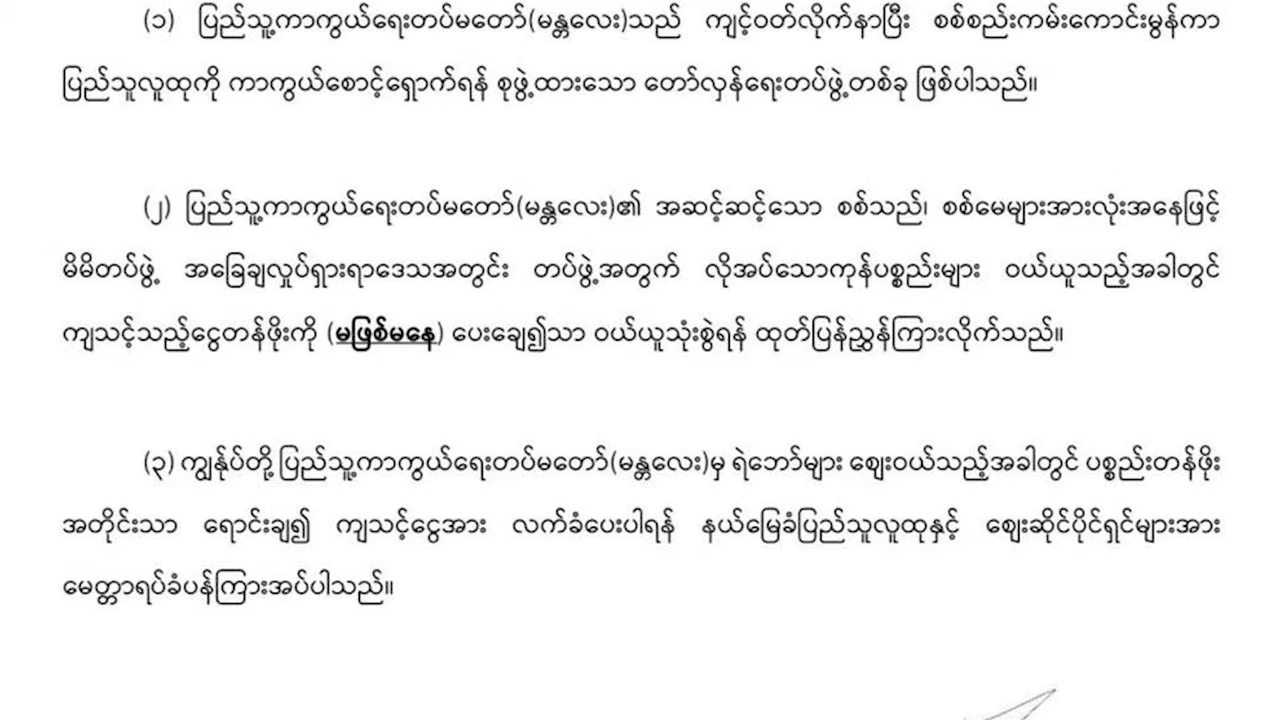 (၁) ပြည်သူ့ကာကွယ်ရေးတပ်မတော်(မန္တလေး)သည် ကျင့်ဝတ်လိုက်နာပြီး စစ်စည်းကမ်းကောင်းမွန်ကာ
ပြည်သူလူထုကို ကာကွယ်စောင့်ရှောက်ရန် စုဖွဲ့ထားသော တော်လှန်ရေးတပ်ဖွဲ့တစ်ခု ဖြစ်ပါသည်။
(၂) ပြည်သူ့ကာကွယ်ရေးတပ်မတော်(မန္တလေး)၏ အဆင့်ဆင့်သော စစ်သည်၊ စစ်မေများအားလုံးအနေဖြင့်
မိမိတပ်ဖွဲ့ အခြေချလှုပ်ရှားရာဒေသအတွင်း တပ်ဖွဲ့အတွက် လိုအပ်သောကုန်ပစ္စည်းများ ဝယ်ယူသည့်အခါတွင်
ကျသင့်သည့်ငွေတန်ဖိုးကို (မဖြစ်မနေ) ပေးချေ၍သာ ဝယ်ယူသုံးစွဲရန် ထုတ်ပြန်ညွှန်ကြားလိုက်သည်။
(၃) ကျွန်ုပ်တို့ ပြည်သူ့ကာကွယ်ရေးတပ်မတော်(မန္တလေး)မှ ရဲဘော်များ ဈေးဝယ်သည့်အခါတွင် ပစ္စည်းတန်ဖိုး
အတိုင်းသာ ရောင်းချ၍ ကျသင့်ငွေအား လက်ခံပေးပါရန် နယ်မြေခံပြည်သူလူထုနှင့် ဈေးဆိုင်ပိုင်ရှင်များအား
မေတ္တာရပ်ခံပန်ကြားအပ်ပါသည်။